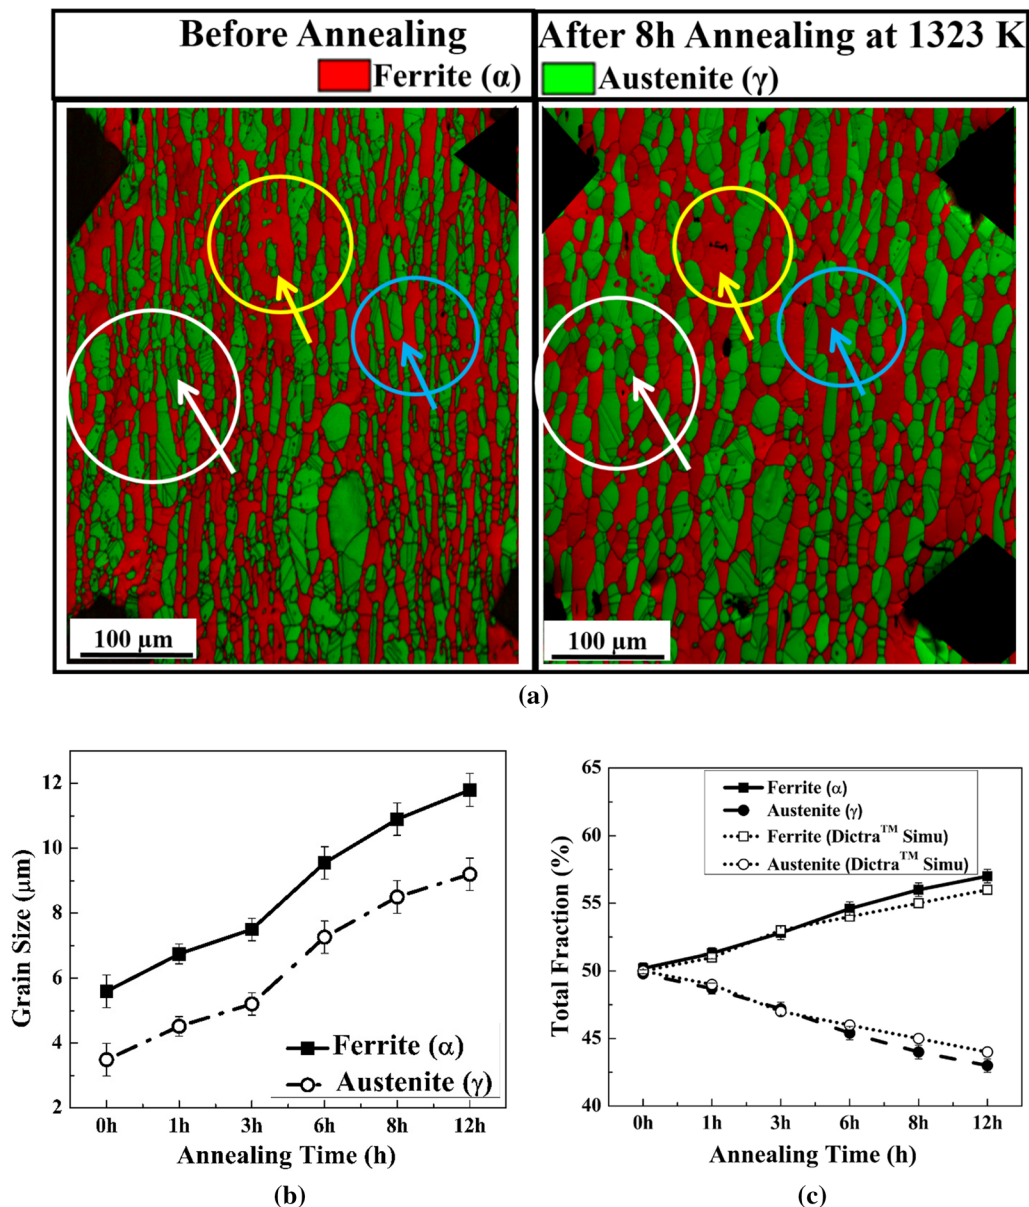 Before Annealing
Ferrite (α)
After 8h Annealing at 1323 K
Austenite (γ)
100 µm
100 µm
(a)
12
10
8
6
4
2
Grain Size (µm)
Ferrite (α)
Austenite (γ)
0h 1h 3h 6h 8h 12h
Annealing Time (h)
(b)
65
60
55
50
45
40
Total Fraction (%)
Ferrite (α)
Austenite (γ)
Ferrite (Dictra™ Simu)
Austenite (Dictra™ Simu)
0h 1h 3h 6h 8h 12h
Annealing Time (h)
(c)